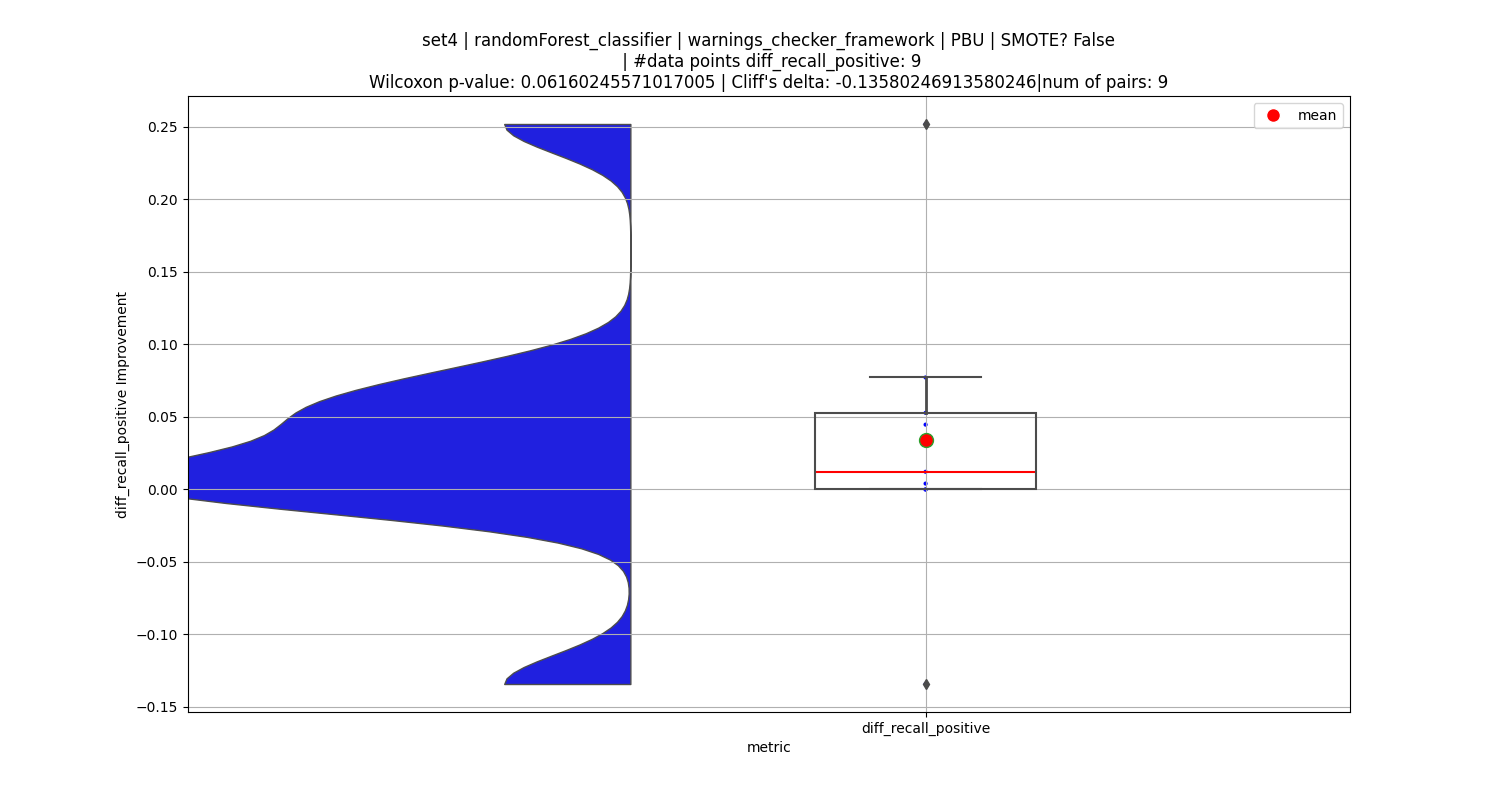 set4 | randomForest_classifier | warnings_checker_framework | PBU | SMOTE? False
| #data points diff_recall_positive: 9
Wilcoxon p-value: 0.06160245571017005 | Cliff's delta: -0.13580246913580246|num of pairs: 9
mean
0.25
0.20
0.15
0.10
0.05
0.00
−0.05
−0.10
−0.15
diff_recall_positive Improvement
diff_recall_positive
metric